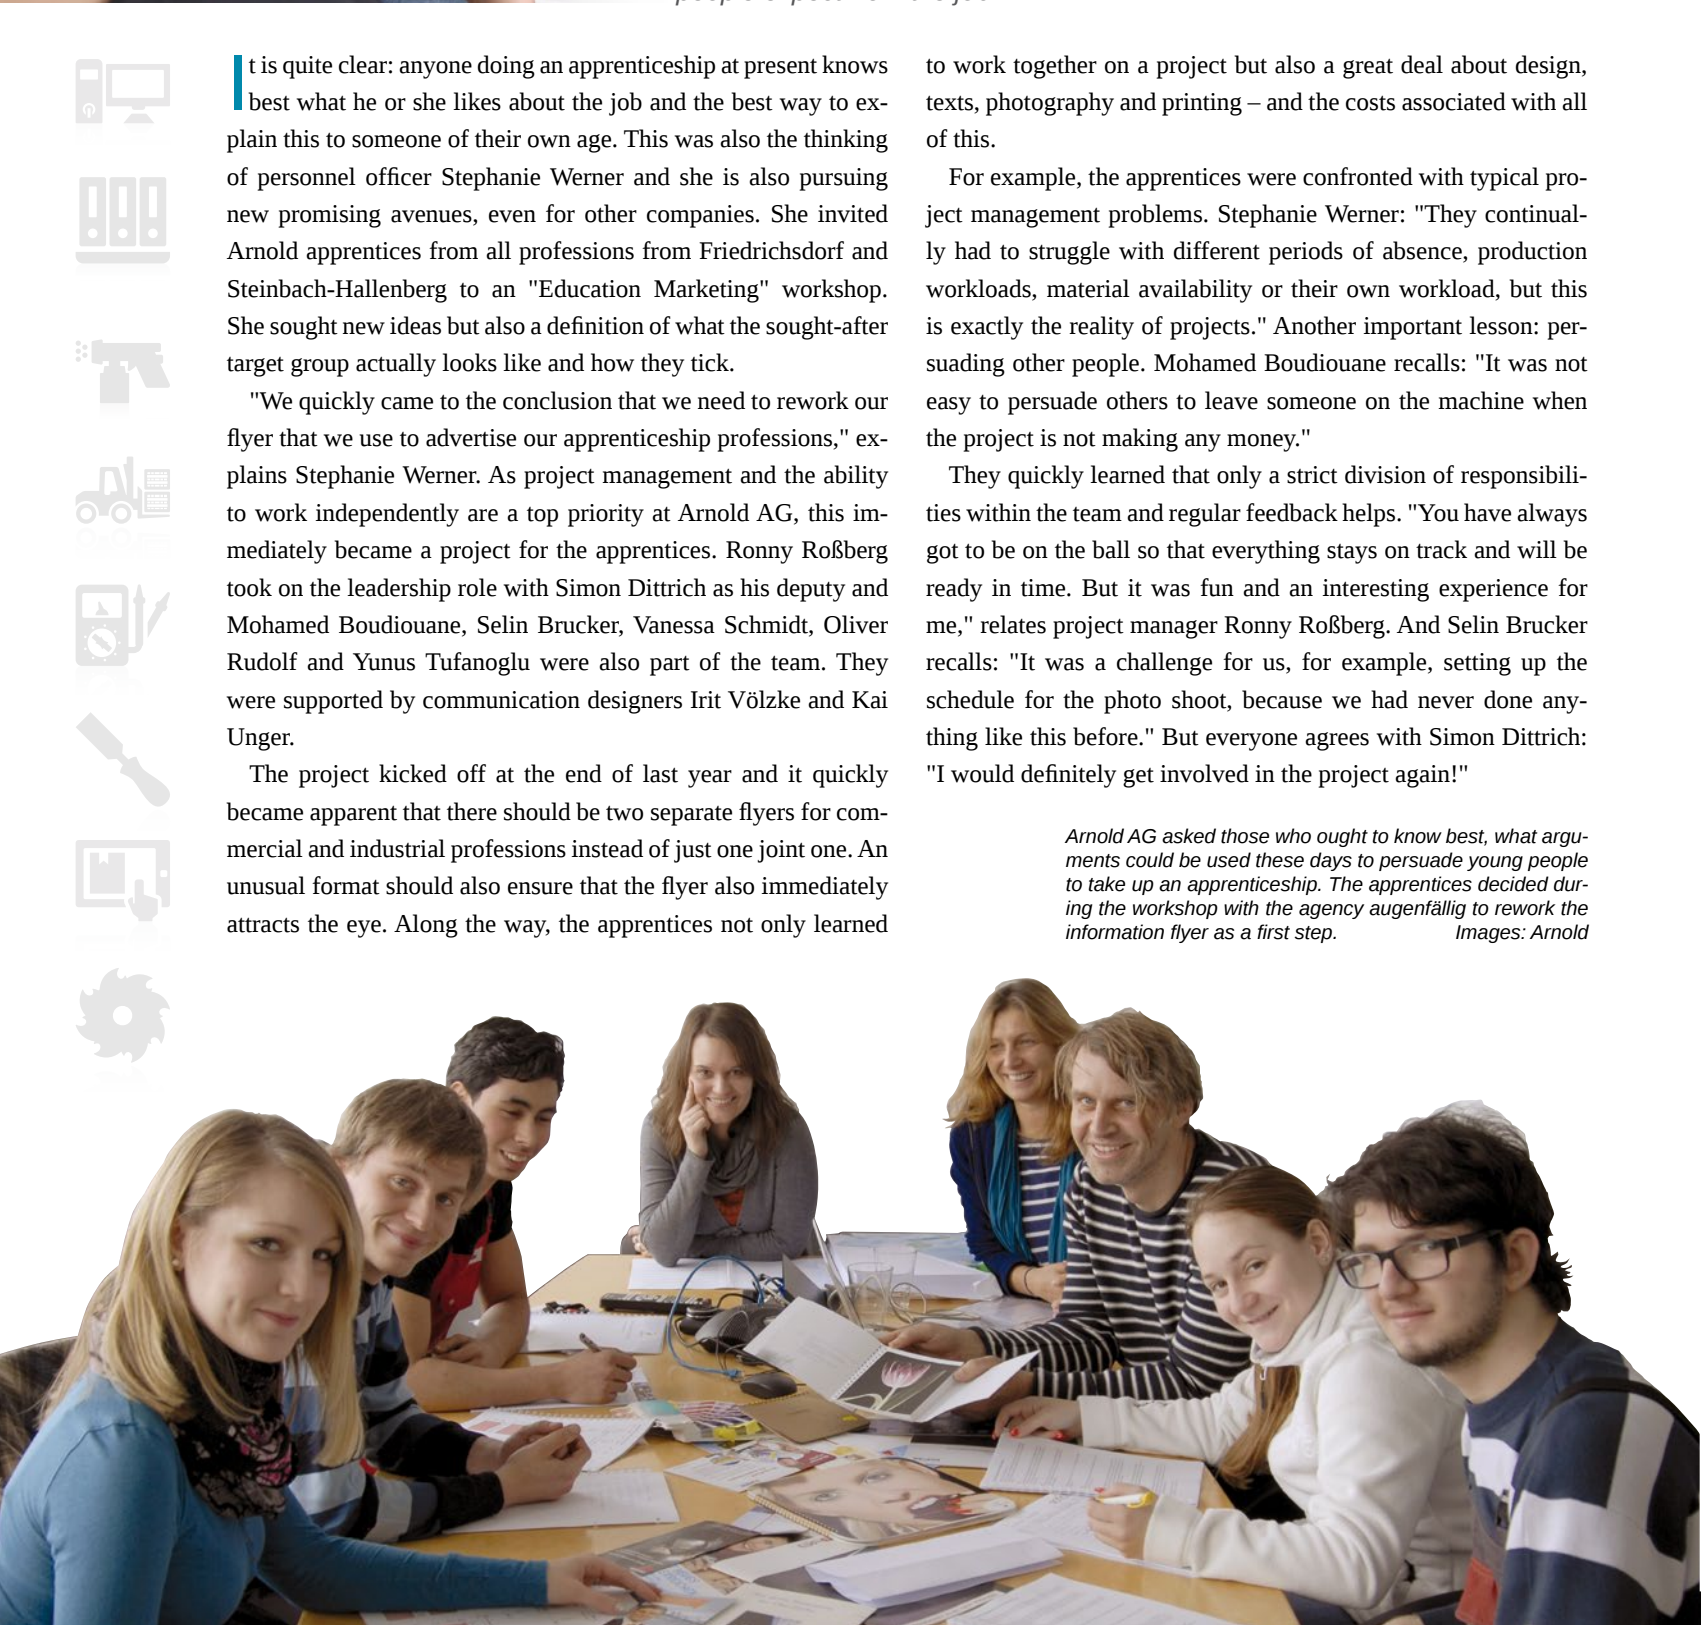 It is quite clear: anyone doing an apprenticeship at present knows
best what he or she likes about the job and the best way to ex-
plain this to someone of their own age. This was also the thinking
of personnel officer Stephanie Werner and she is also pursuing
new promising avenues, even for other companies. She invited
Arnold apprentices from all professions from Friedrichsdorf and
Steinbach-Hallenberg to an "Education Marketing" workshop.
She sought new ideas but also a definition of what the sought-after
target group actually looks like and how they tick.
"We quickly came to the conclusion that we need to rework our
flyer that we use to advertise our apprenticeship professions," ex-
plains Stephanie Werner. As project management and the ability
to work independently are a top priority at Arnold AG, this im-
mediately became a project for the apprentices. Ronny Roßberg
took on the leadership role with Simon Dittrich as his deputy and
Mohamed Boudiouane, Selin Brucker, Vanessa Schmidt, Oliver
Rudolf and Yunus Tufanoglu were also part of the team. They
were supported by communication designers Irit Völzke and Kai
Unger.
The project kicked off at the end of last year and it quickly
became apparent that there should be two separate flyers for com-
mercial and industrial professions instead of just one joint one. An
unusual format should also ensure that the flyer also immediately
attracts the eye. Along the way, the apprentices not only learned
to work together on a project but also a great deal about design,
texts, photography and printing – and the costs associated with all
of this.
For example, the apprentices were confronted with typical pro-
ject management problems. Stephanie Werner: "They continual-
ly had to struggle with different periods of absence, production
workloads, material availability or their own workload, but this
is exactly the reality of projects." Another important lesson: per-
suading other people. Mohamed Boudiouane recalls: "It was not
easy to persuade others to leave someone on the machine when
the project is not making any money."
They quickly learned that only a strict division of responsibili-
ties within the team and regular feedback helps. "You have always
got to be on the ball so that everything stays on track and will be
ready in time. But it was fun and an interesting experience for
me," relates project manager Ronny Roßberg. And Selin Brucker
recalls: "It was a challenge for us, for example, setting up the
schedule for the photo shoot, because we had never done any-
thing like this before." But everyone agrees with Simon Dittrich:
"I would definitely get involved in the project again!"
Arnold AG asked those who ought to know best, what argu-
ments could be used these days to persuade young people
to take up an apprenticeship. The apprentices decided dur-
ing the workshop with the agency augenfällig to rework the
information flyer as a first step. Images: Arnold